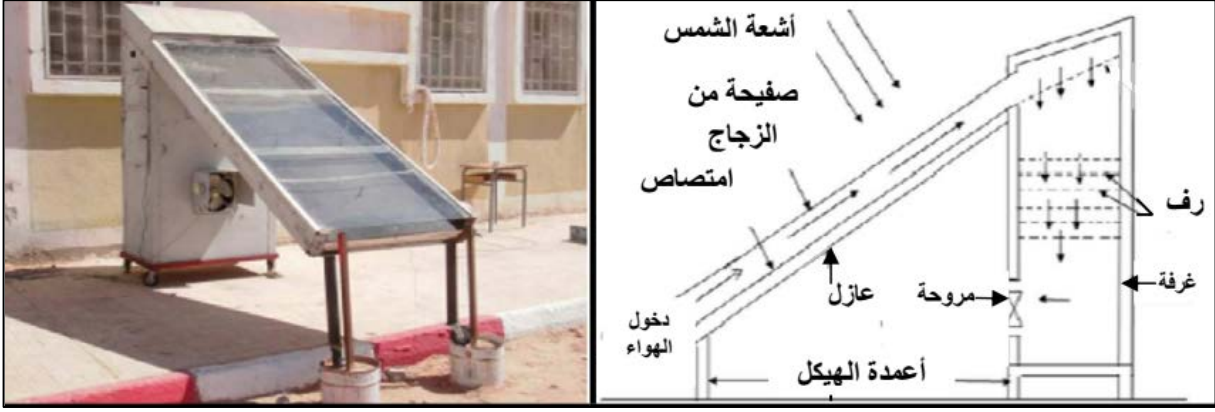 أشعة الشمس
صفيحة من
الزجاج
امتصاص
رف
غرفة
مروحة
عازل
دخول
الهواء
أعمدة الهيكل